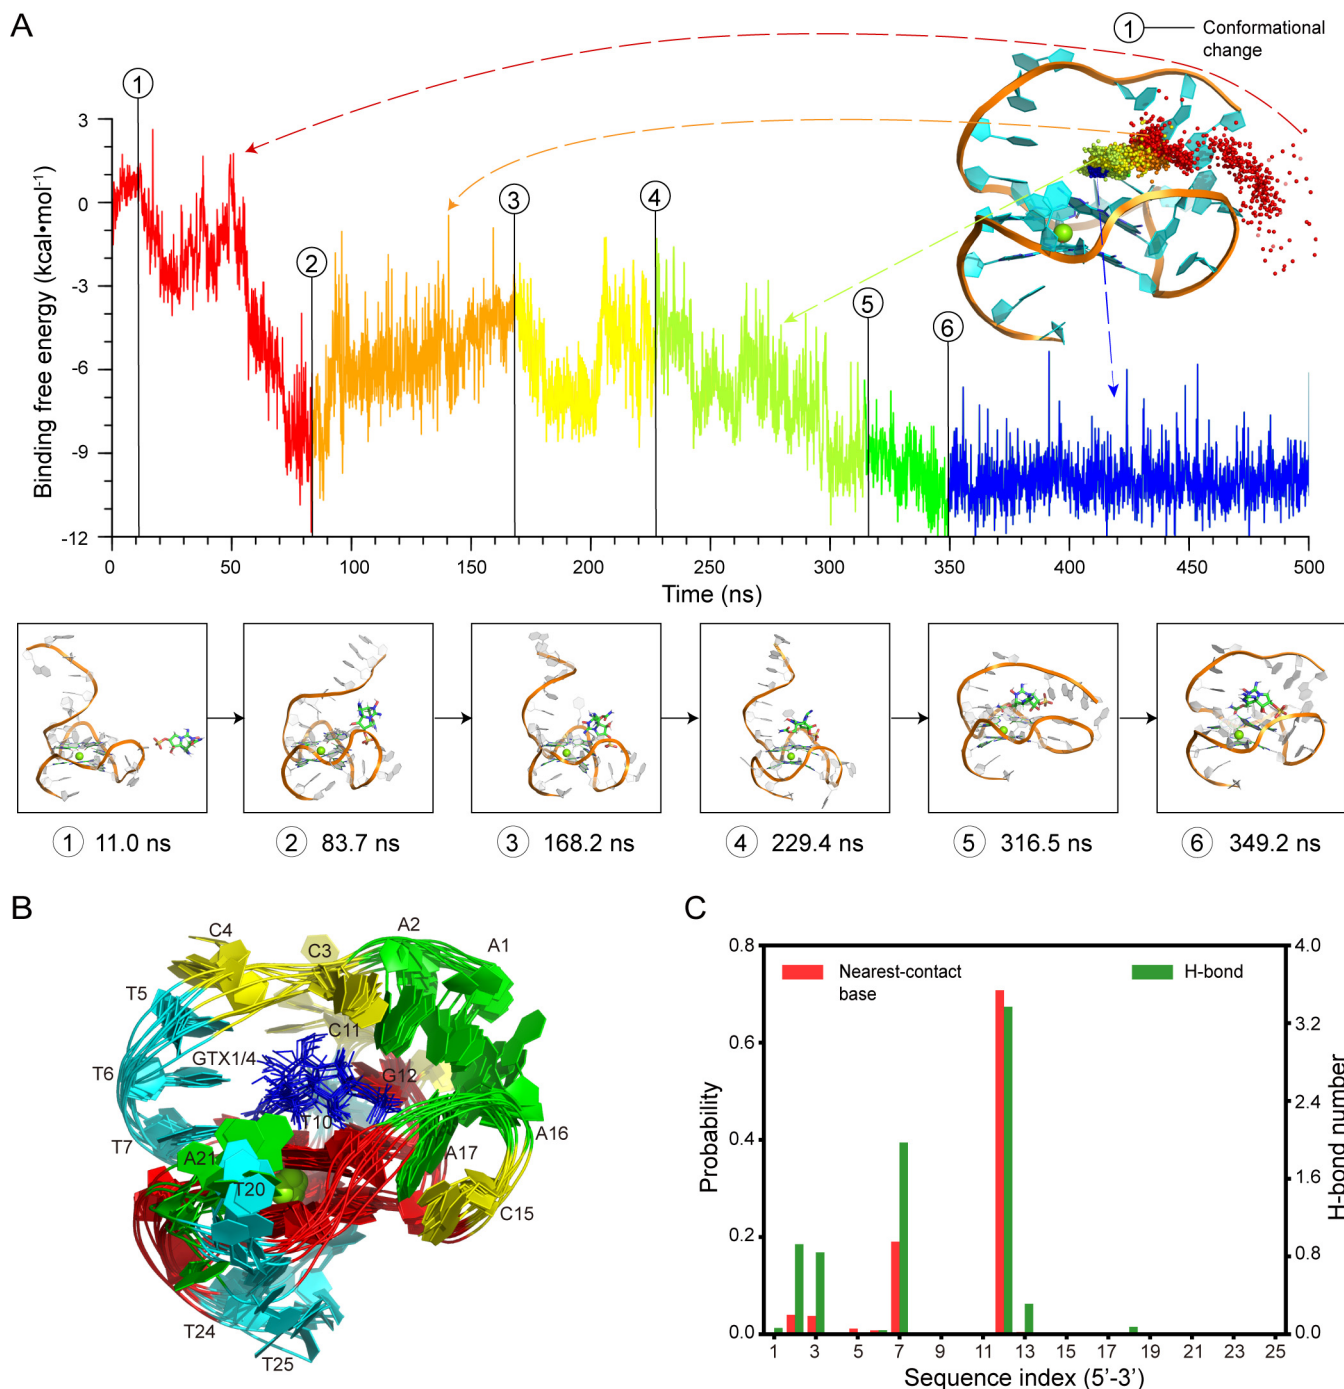 A
1
Conformational
change
1
2
3
4
5
6
3
0
-3
-6
-9
-12
Binding free energy (kcal•mol⁻¹)
0
50
100
150
200
250
300
350
400
450
500
Time (ns)
1 11.0 ns
2 83.7 ns
3 168.2 ns
4 229.4 ns
5 316.5 ns
6 349.2 ns
B
C4
C3
A2
A1
T5
C11
GTX1/4
G12
T6
T10
A16
T7
A17
A21
T20
C15
T24
T25
C
0.8
0.6
0.4
0.2
0.0
Probability
Nearest-contact
base
H-bond
4.0
3.2
2.4
1.6
0.8
0.0
H-bond number
1
3
5
7
9
11
13
15
17
19
21
23
25
Sequence index (5’-3’)